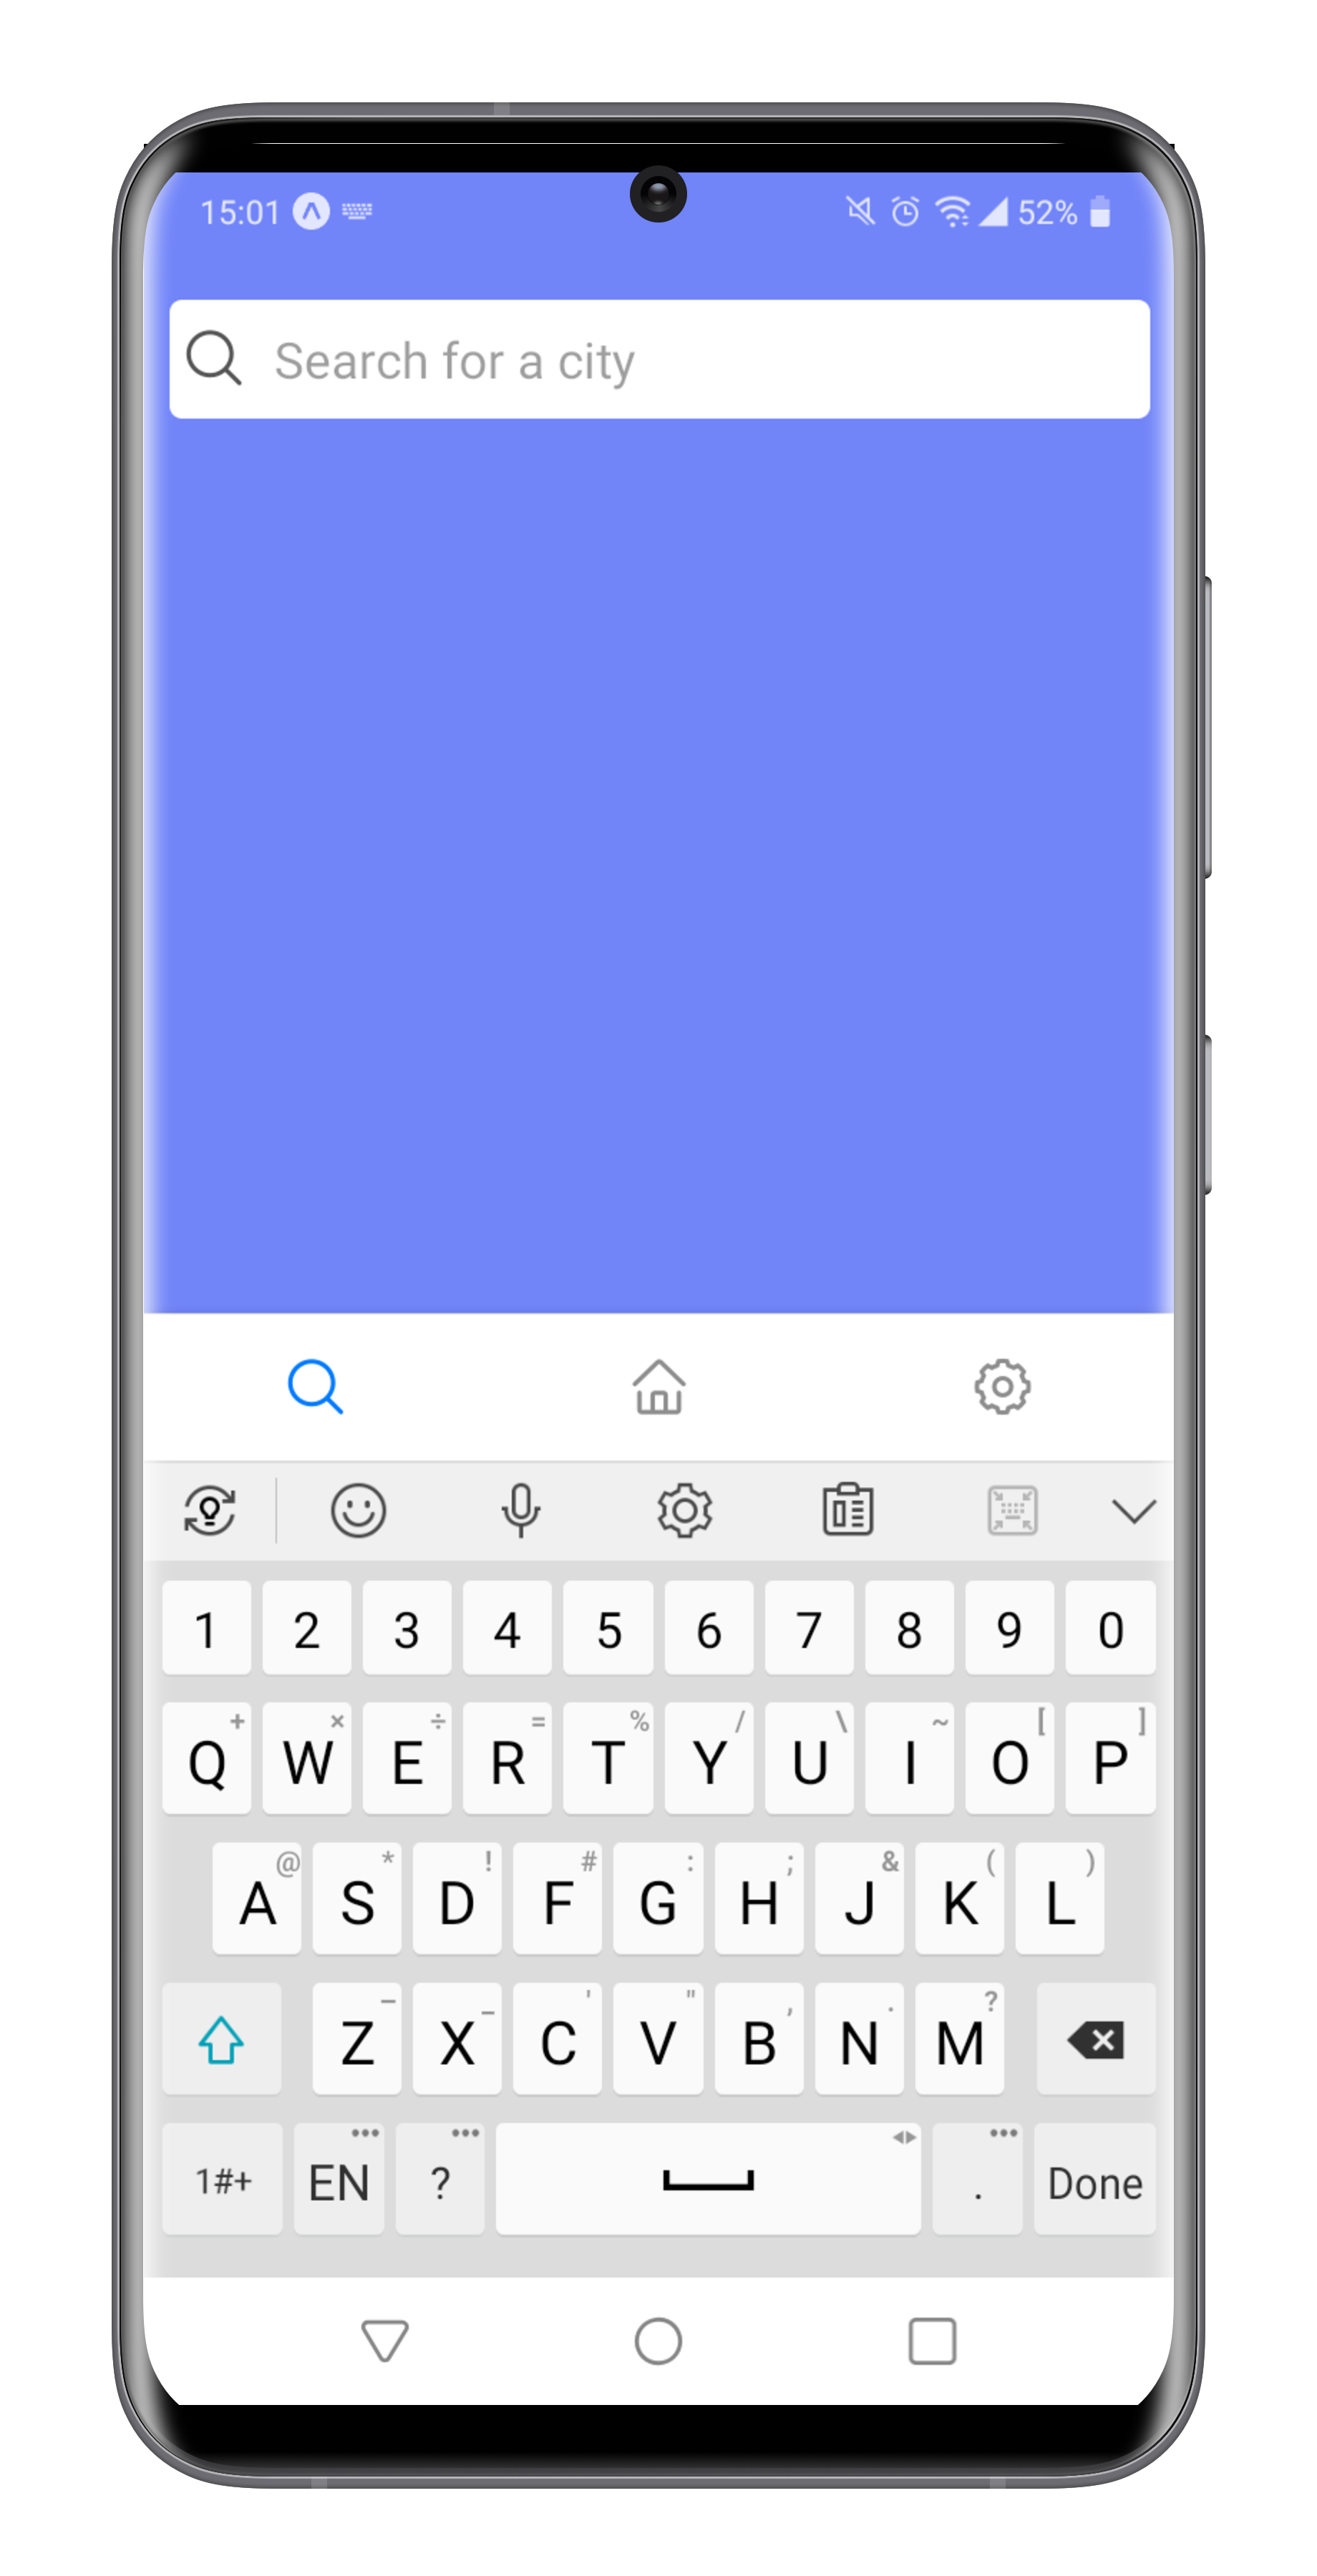 15:01 52%
Search for a city
1 2 3 4 5 6 7 8 9 0
+ × ÷ = % / \ ~ [ ]
Q W E R T Y U I O P
@ * ! # : ; & ( )
A S D F G H J K L
– _ ' " , . ?
Z X C V B N M
1#+ EN ? . Done